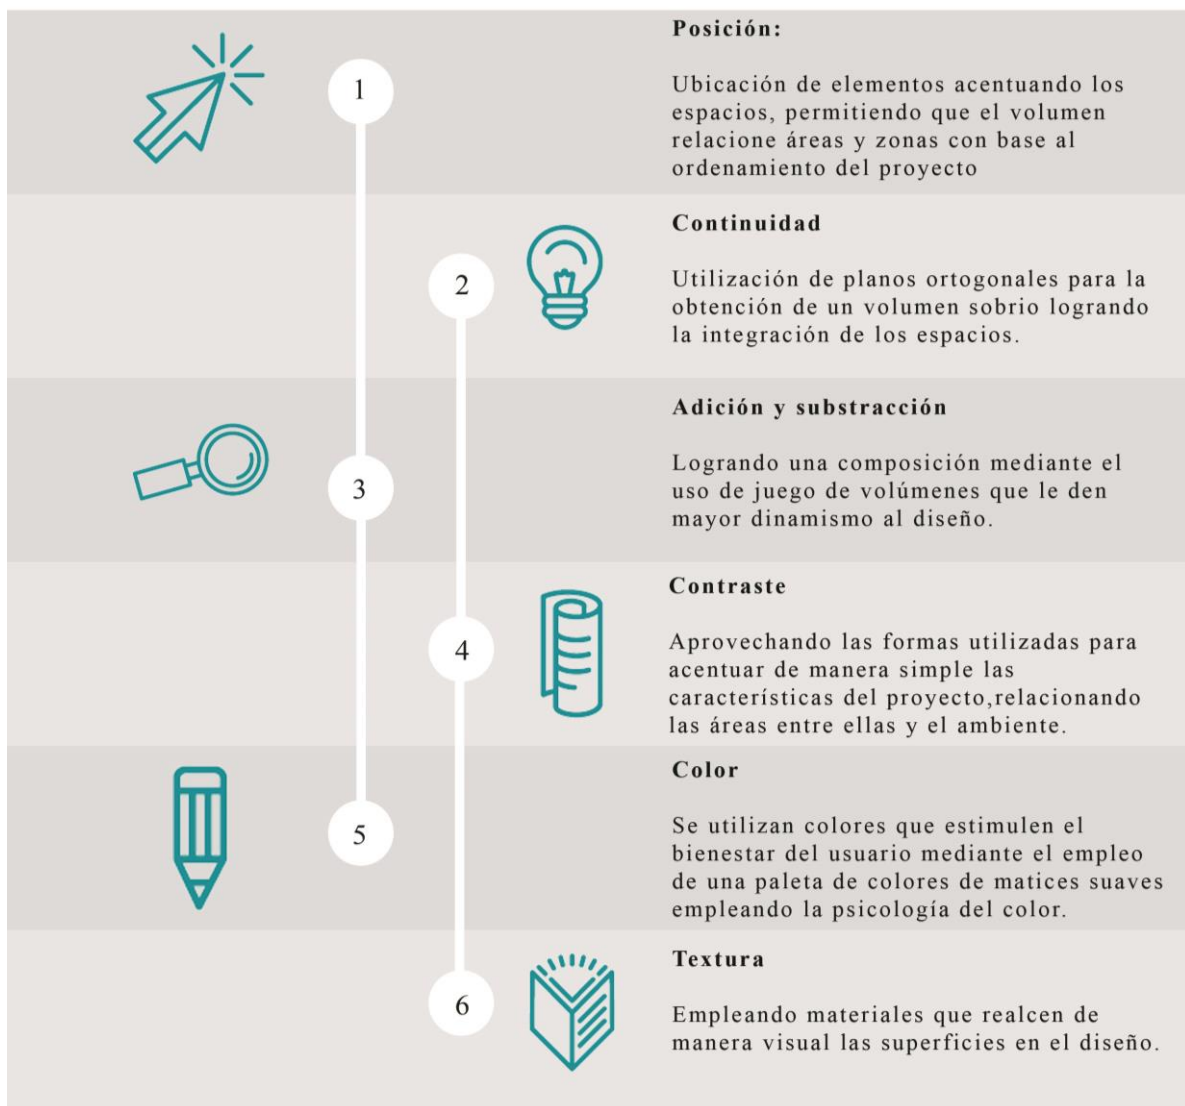 1
Posición:
Ubicación de elementos acentuando los
espacios, permitiendo que el volumen
relacione áreas y zonas con base al
ordenamiento del proyecto
2
Continuidad
Utilización de planos ortogonales para la
obtención de un volumen sobrio logrando
la integración de los espacios.
3
Adición y substracción
Logrando una composición mediante el
uso de juego de volúmenes que le den
mayor dinamismo al diseño.
4
Contraste
Aprovechando las formas utilizadas para
acentuar de manera simple las
características del proyecto,relacionando
las áreas entre ellas y el ambiente.
5
Color
Se utilizan colores que estimulen el
bienestar del usuario mediante el empleo
de una paleta de colores de matices suaves
empleando la psicología del color.
6
Textura
Empleando materiales que realcen de
manera visual las superficies en el diseño.